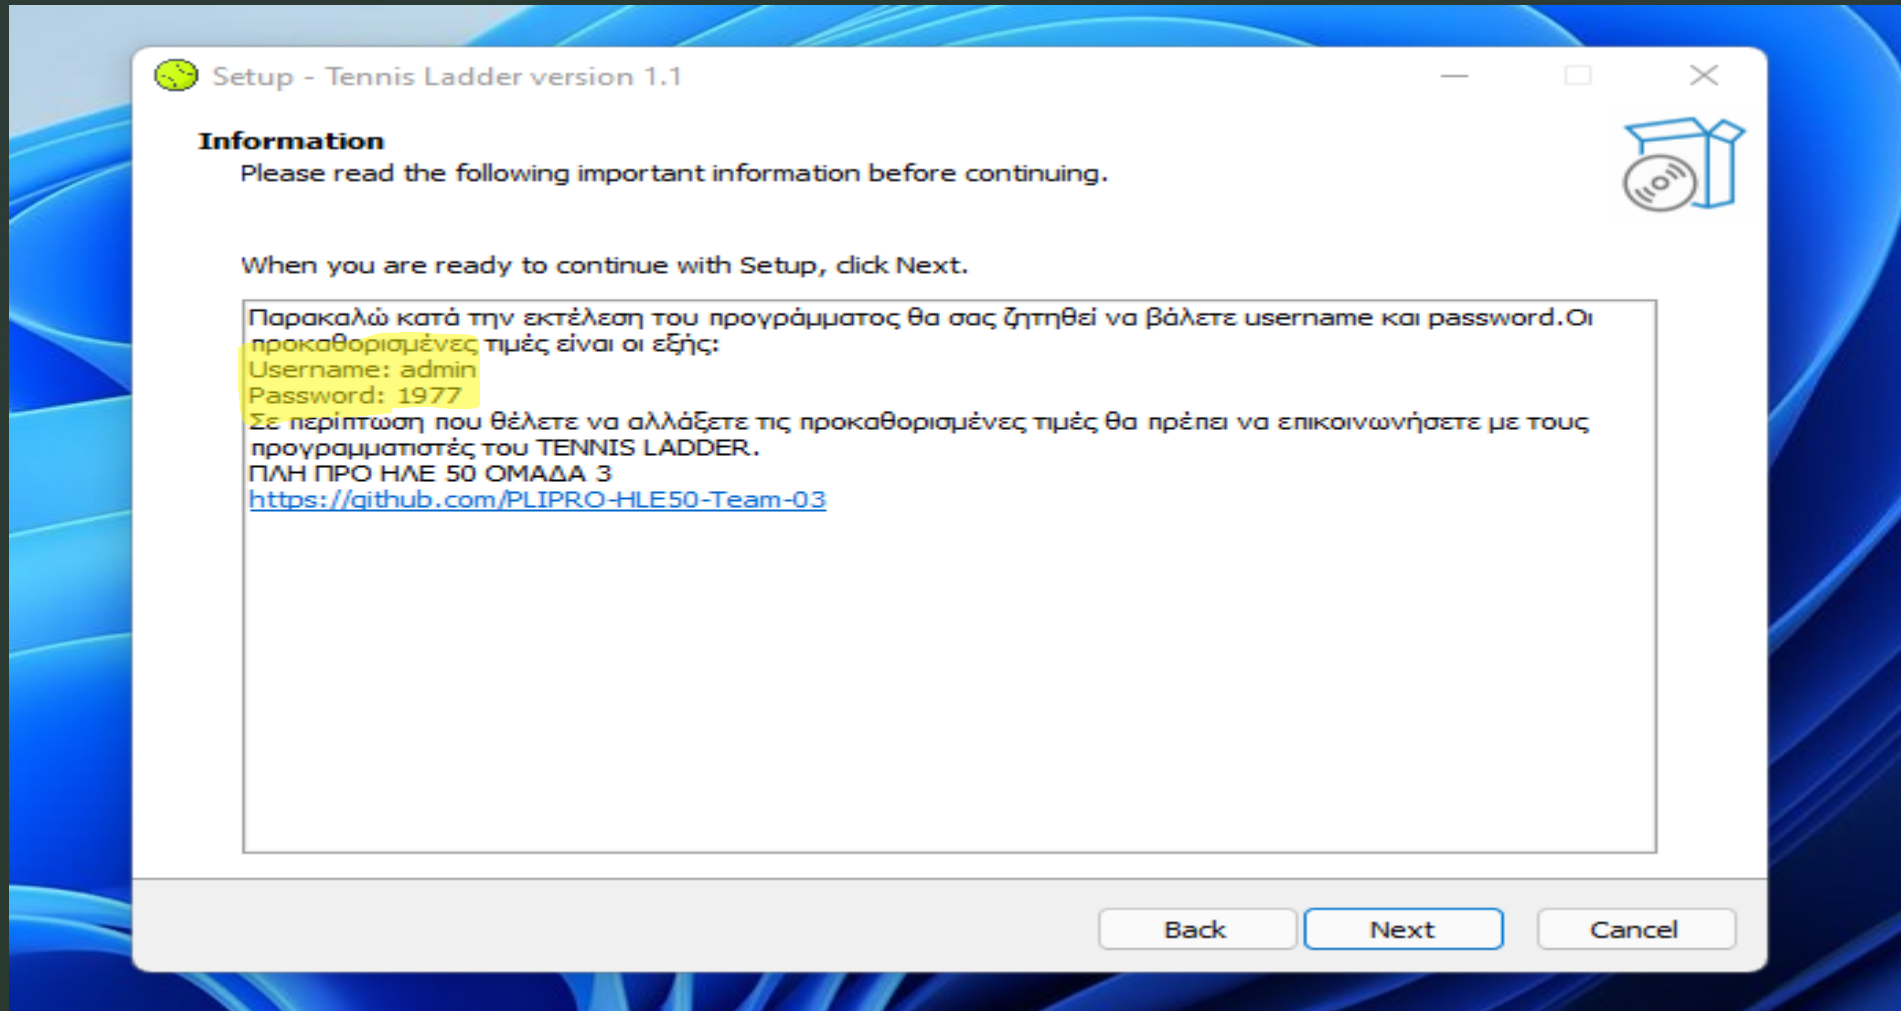 Setup - Tennis Ladder version 1.1
Information
Please read the following important information before continuing.
When you are ready to continue with Setup, click Next.
Παρακαλώ κατά την εκτέλεση του προγράμματος θα σας ζητηθεί να βάλετε username και password.Οι
προκαθορισμένες τιμές είναι οι εξής:
Username: admin
Password: 1977
Σε περίπτωση που θέλετε να αλλάξετε τις προκαθορισμένες τιμές θα πρέπει να επικοινωνήσετε με τους
προγραμματιστές του TENNIS LADDER.
ΠΛΗ ΠΡΟ ΗΛΕ 50 ΟΜΑΔΑ 3
https://github.com/PLIPRO-HLE50-Team-03
Back
Next
Cancel